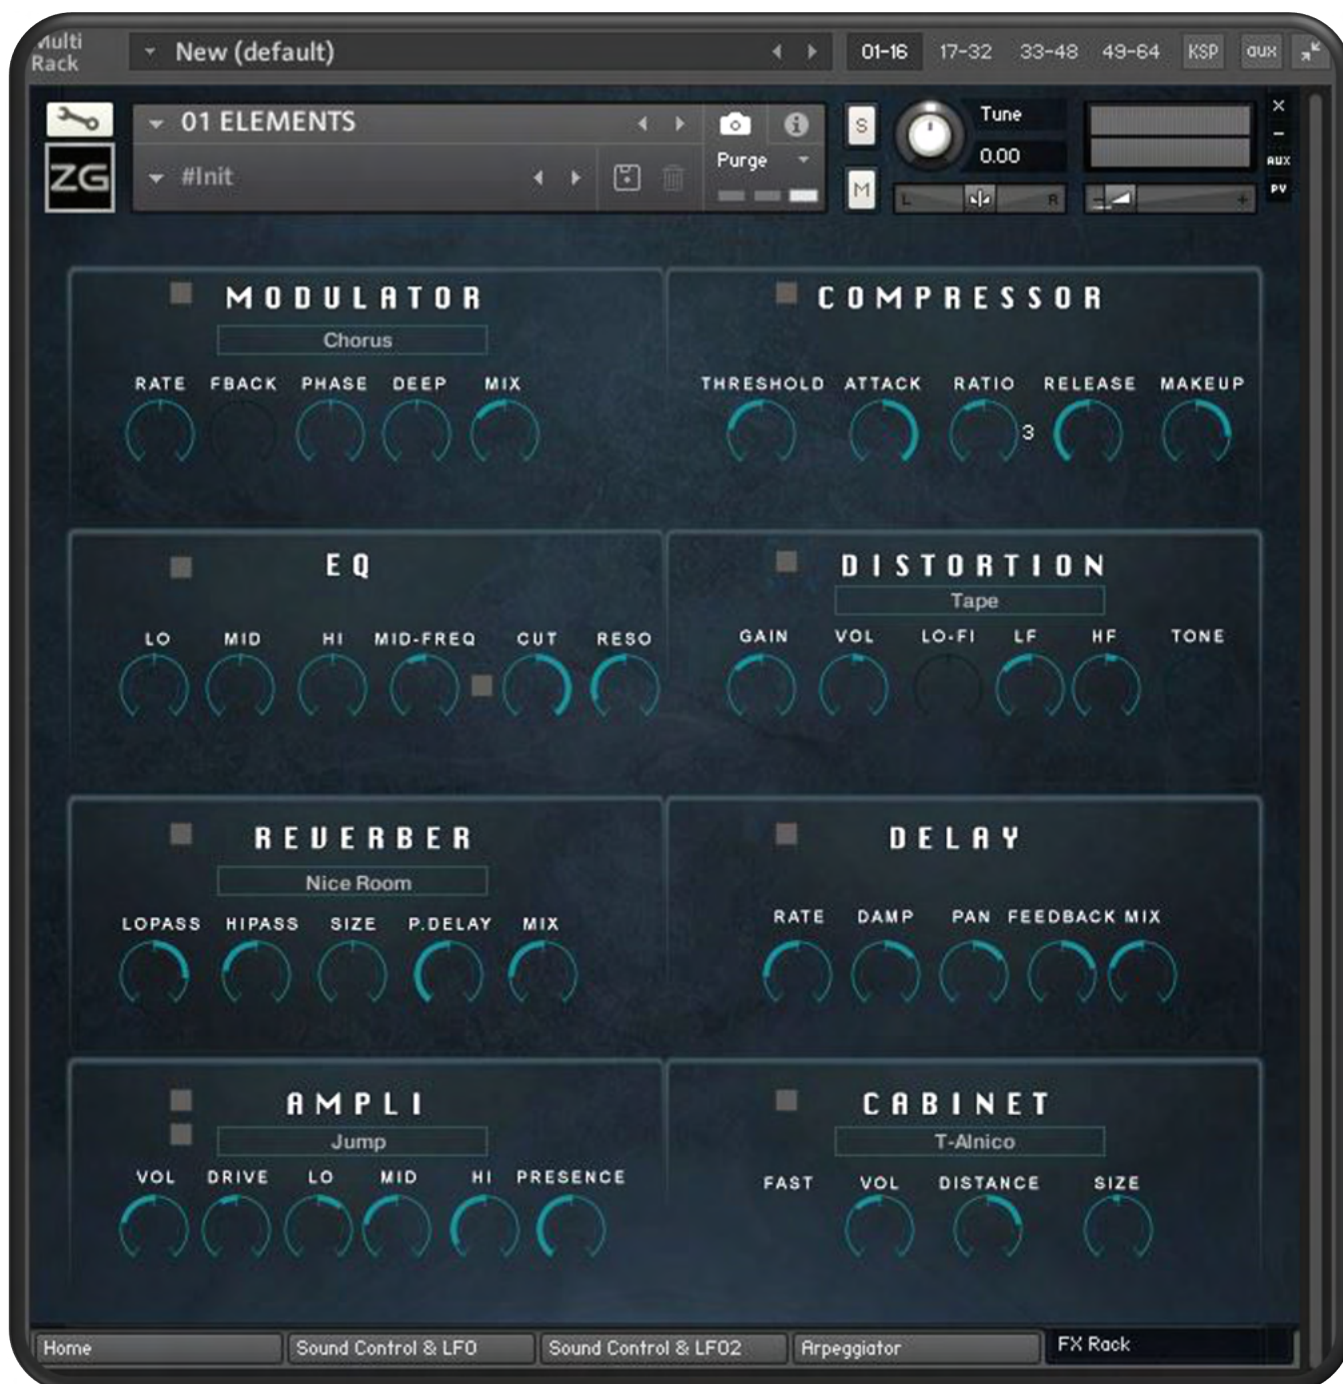 Multi
Rack
New (default)
01-16 17-32 33-48 49-64 KSP aux
01 ELEMENTS
i
S
Tune
ZG
#Init
Purge
0.00
M
L R
- +
×
-
AUX
PV
MODULATOR
Chorus
RATE FBACK PHASE DEEP MIX
COMPRESSOR
THRESHOLD ATTACK RATIO RELEASE MAKEUP
3
EQ
LO MID HI MID-FREQ CUT RESO
DISTORTION
Tape
GAIN VOL LO-FI LF HF TONE
REVERBER
Nice Room
LOPASS HIPASS SIZE P.DELAY MIX
DELAY
RATE DAMP PAN FEEDBACK MIX
AMPLI
Jump
VOL DRIVE LO MID HI PRESENCE
CABINET
T-Alnico
FAST VOL DISTANCE SIZE
Home Sound Control & LFO Sound Control & LFO2 Arpeggiator FX Rack